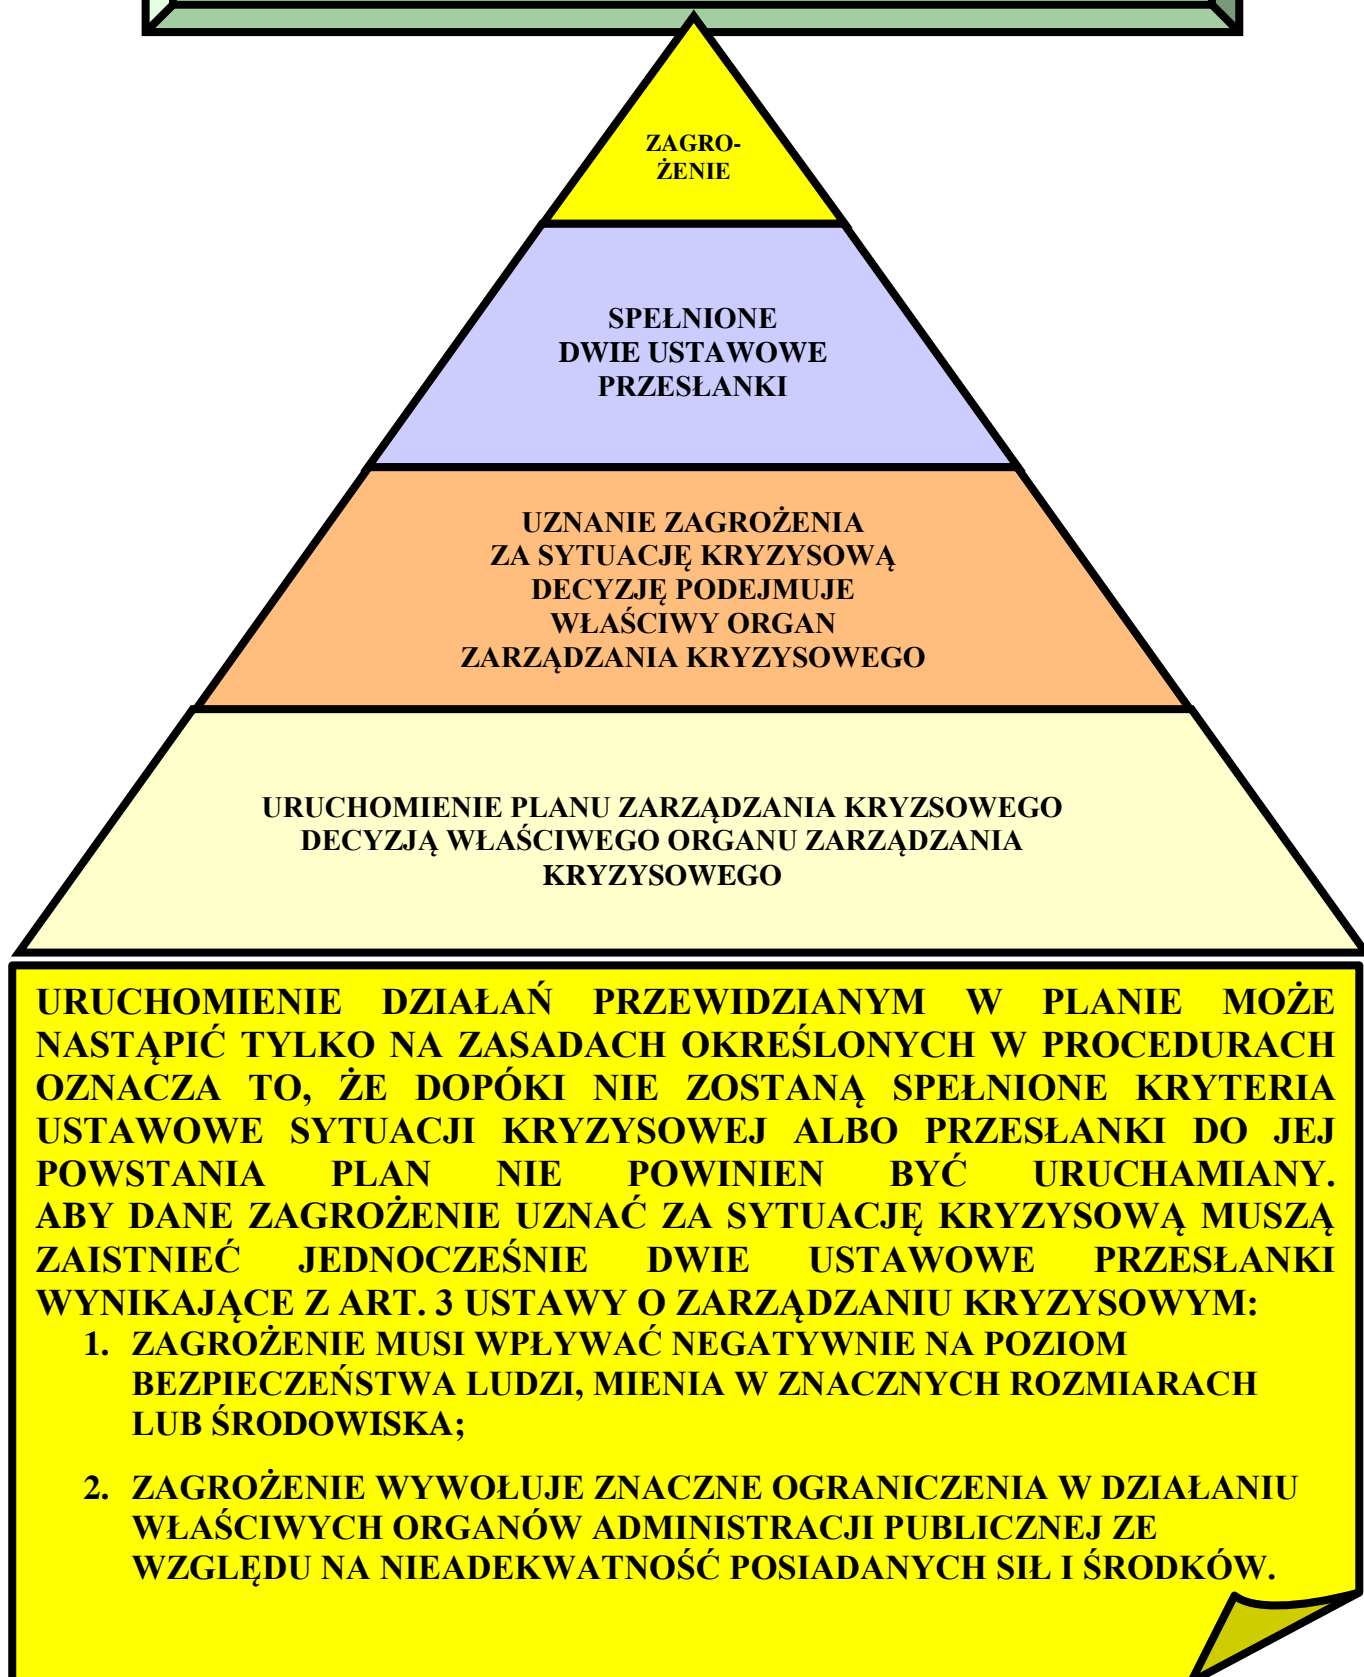 ZAGRO-
ŻENIE
SPEŁNIONE
DWIE USTAWOWE
PRZESŁANKI
UZNANIE ZAGROŻENIA
ZA SYTUACJĘ KRYZYSOWĄ
DECYZJĘ PODEJMUJE
WŁAŚCIWY ORGAN
ZARZĄDZANIA KRYZYSOWEGO
URUCHOMIENIE PLANU ZARZĄDZANIA KRYZSOWEGO
DECYZJĄ WŁAŚCIWEGO ORGANU ZARZĄDZANIA
KRYZYSOWEGO
URUCHOMIENIE DZIAŁAŃ PRZEWIDZIANYM W PLANIE MOŻE
NASTĄPIĆ TYLKO NA ZASADACH OKREŚLONYCH W PROCEDURACH
OZNACZA TO, ŻE DOPÓKI NIE ZOSTANĄ SPEŁNIONE KRYTERIA
USTAWOWE SYTUACJI KRYZYSOWEJ ALBO PRZESŁANKI DO JEJ
POWSTANIA PLAN NIE POWINIEN BYĆ URUCHAMIANY.
ABY DANE ZAGROŻENIE UZNAĆ ZA SYTUACJĘ KRYZYSOWĄ MUSZĄ
ZAISTNIEĆ JEDNOCZEŚNIE DWIE USTAWOWE PRZESŁANKI
WYNIKAJĄCE Z ART. 3 USTAWY O ZARZĄDZANIU KRYZYSOWYM:
1. ZAGROŻENIE MUSI WPŁYWAĆ NEGATYWNIE NA POZIOM
BEZPIECZEŃSTWA LUDZI, MIENIA W ZNACZNYCH ROZMIARACH
LUB ŚRODOWISKA;
2. ZAGROŻENIE WYWOŁUJE ZNACZNE OGRANICZENIA W DZIAŁANIU
WŁAŚCIWYCH ORGANÓW ADMINISTRACJI PUBLICZNEJ ZE
WZGLĘDU NA NIEADEKWATNOŚĆ POSIADANYCH SIŁ I ŚRODKÓW.